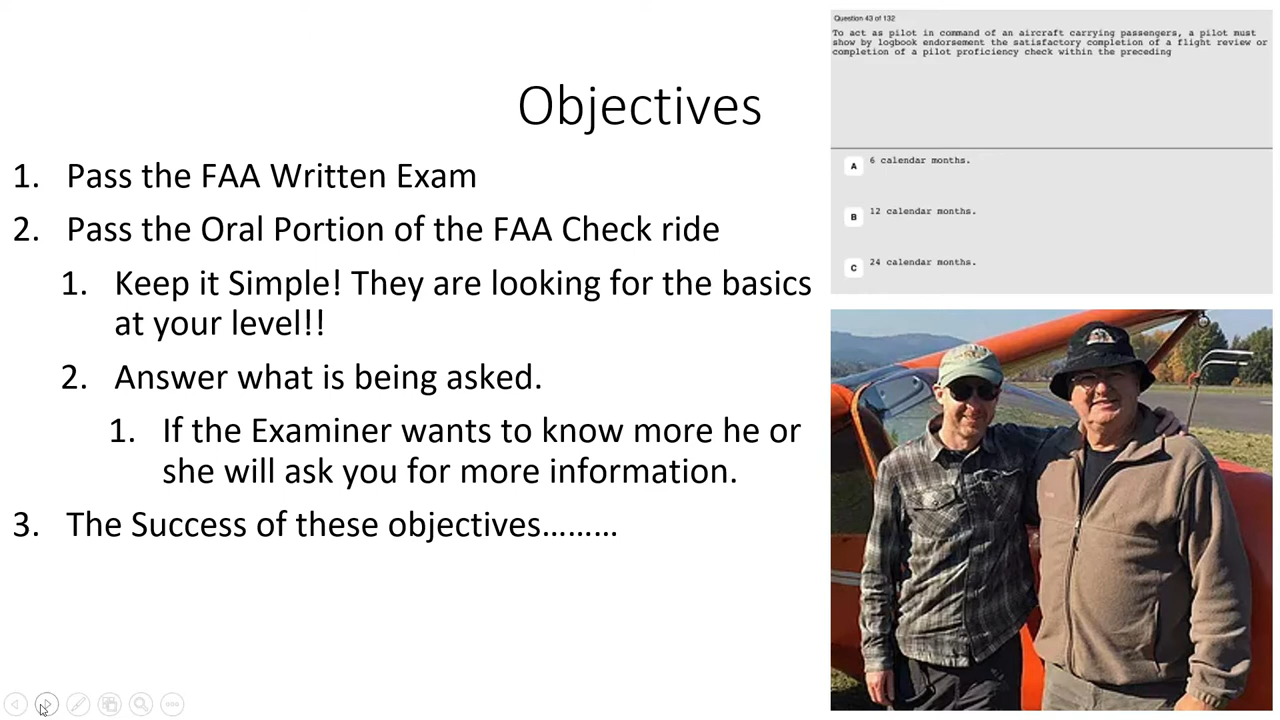 Objectives
1. Pass the FAA Written Exam
2. Pass the Oral Portion of the FAA Check ride
1. Keep it Simple! They are looking for the basics
at your level!!
2. Answer what is being asked.
1. If the Examiner wants to know more he or
she will ask you for more information.
3. The Success of these objectives………
Question 43 of 132
To act as pilot in command of an aircraft carrying passengers, a pilot must
show by logbook endorsement the satisfactory completion of a flight review or
completion of a pilot proficiency check within the preceding
A 6 calendar months.
B 12 calendar months.
C 24 calendar months.